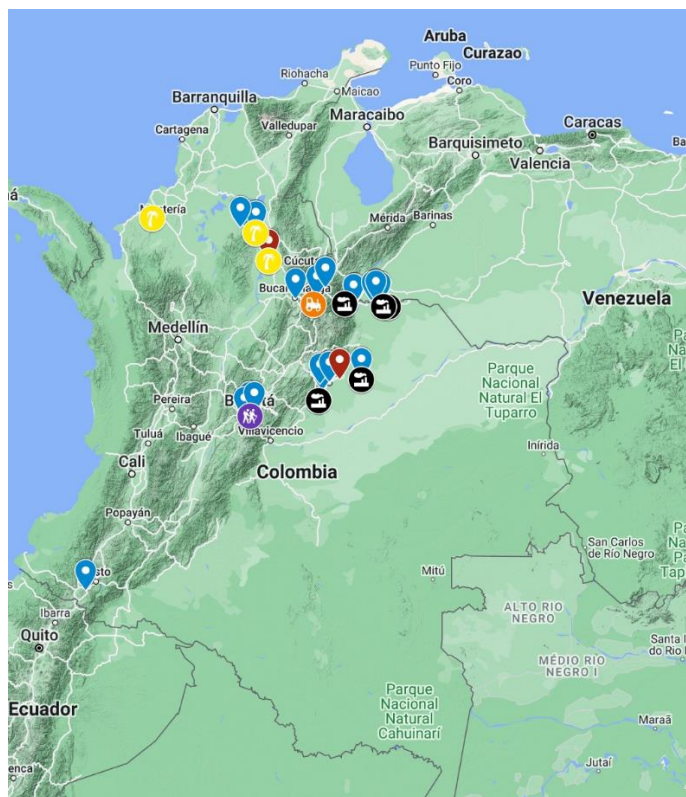 Aruba
Curazao
Punto Fijo
Coro
Riohacha
Maicao
Barranquilla
Cartagena
Valledupar
Maracaibo
Caracas
Barquisimeto
Valencia
Mérida
Barinas
Cúcuta
Venezuela
Medellín
Parque
Nacional
Natural El
Tuparro
Pereira
Ibagué
Villavicencio
Tuluá
Inírida
Cali
Colombia
Popayán
San Carlos
de Río Negro
Mitú
Ibarra
Quito
ALTO RIO
NEGRO
MÉDIO RIO
NEGRO I
Ecuador
Parque
Nacional
Natural
Cahuinarí
Maraã
Jutaí